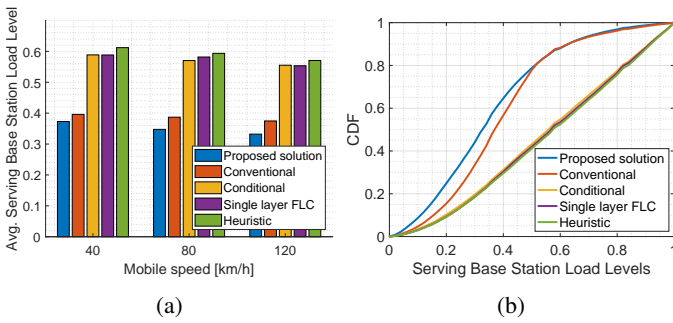 Avg. Serving Base Station Load Level
0.6
0.5
0.4
0.3
0.2
0.1
0
40
80
120
Mobile speed [km/h]
Proposed solution
Conventional
Conditional
Single layer FLC
Heuristic
(a)
CDF
1
0.8
0.6
0.4
0.2
0
0
0.2
0.4
0.6
0.8
1
Serving Base Station Load Levels
Proposed solution
Conventional
Conditional
Single layer FLC
Heuristic
(b)